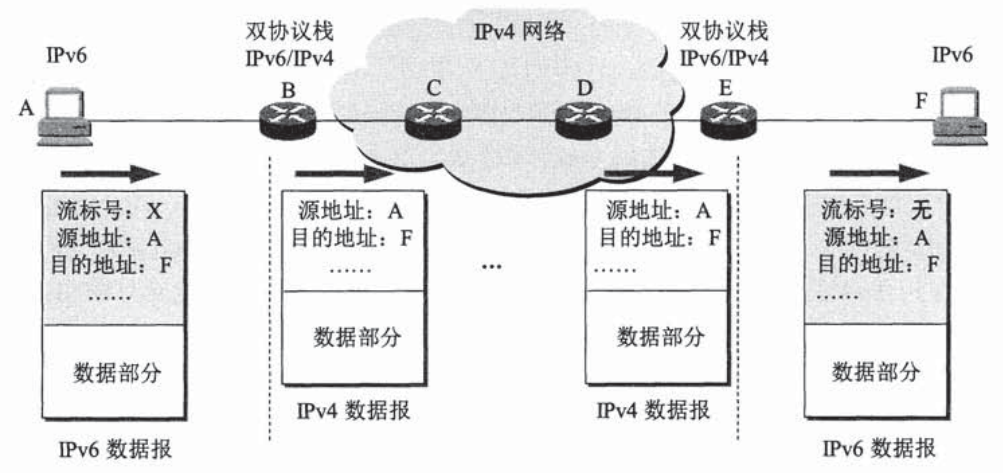 IPv4 网络
双协议栈
IPv6/IPv4
双协议栈
IPv6/IPv4
IPv6
IPv6
A
B
C
D
E
F
流标号：X
源地址：A
目的地址：F
……
数据部分
IPv6 数据报
源地址：A
目的地址：F
……
数据部分
IPv4 数据报
…
源地址：A
目的地址：F
……
数据部分
IPv4 数据报
流标号：无
源地址：A
目的地址：F
……
数据部分
IPv6 数据报